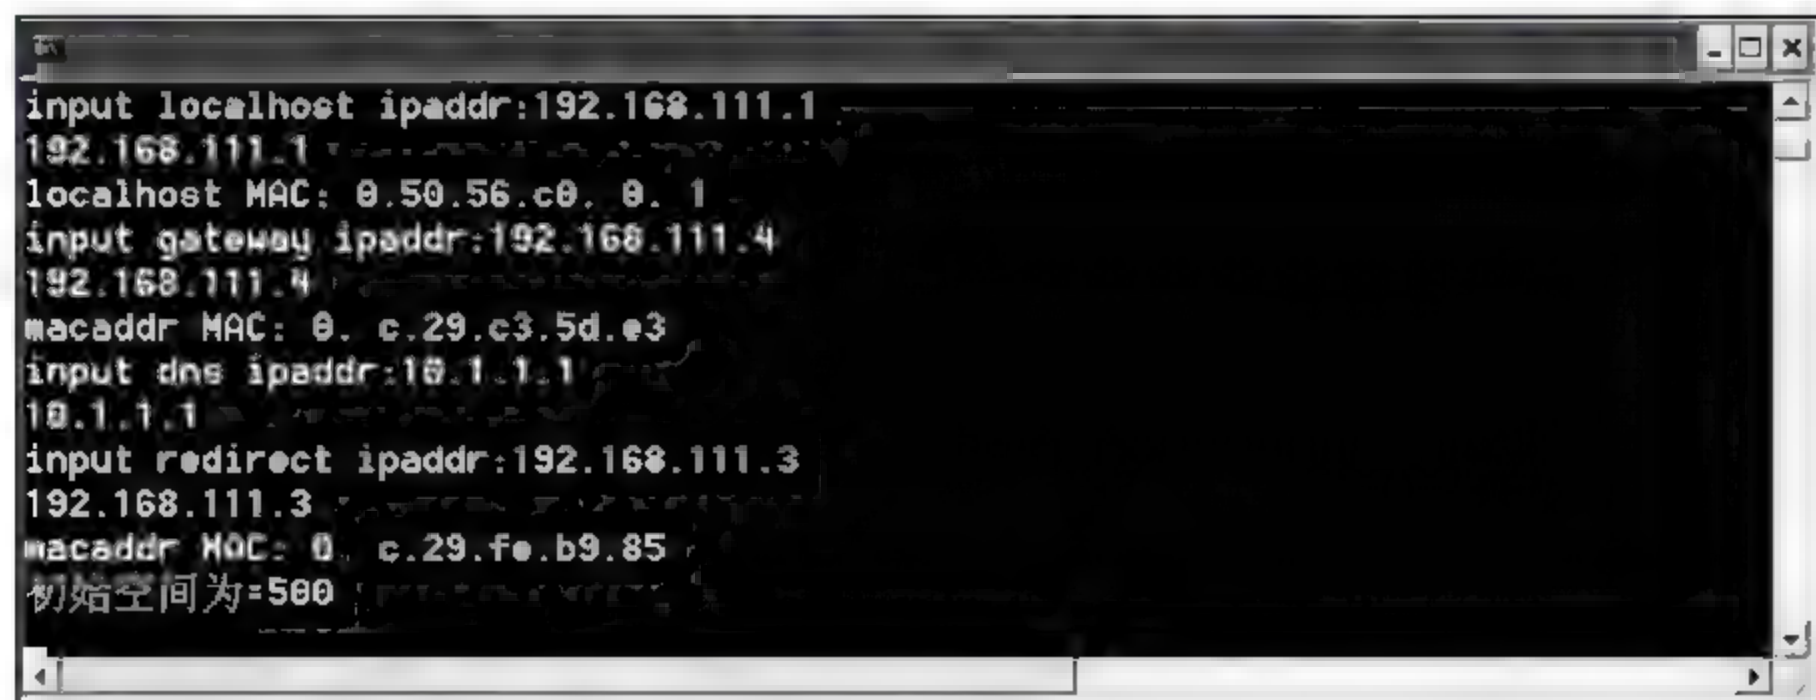 input localhost ipaddr:192.168.111.1
192.168.111.1
localhost MAC: 0.50.56.c0. 0. 1
input gateway ipaddr:192.168.111.4
192.168.111.4
macaddr MAC: 0. c.29.c3.5d.e3
input dns ipaddr:10.1.1.1
10.1.1.1
input redirect ipaddr:192.168.111.3
192.168.111.3
macaddr MAC: 0. c.29.fe.b9.85
初始空间为=500